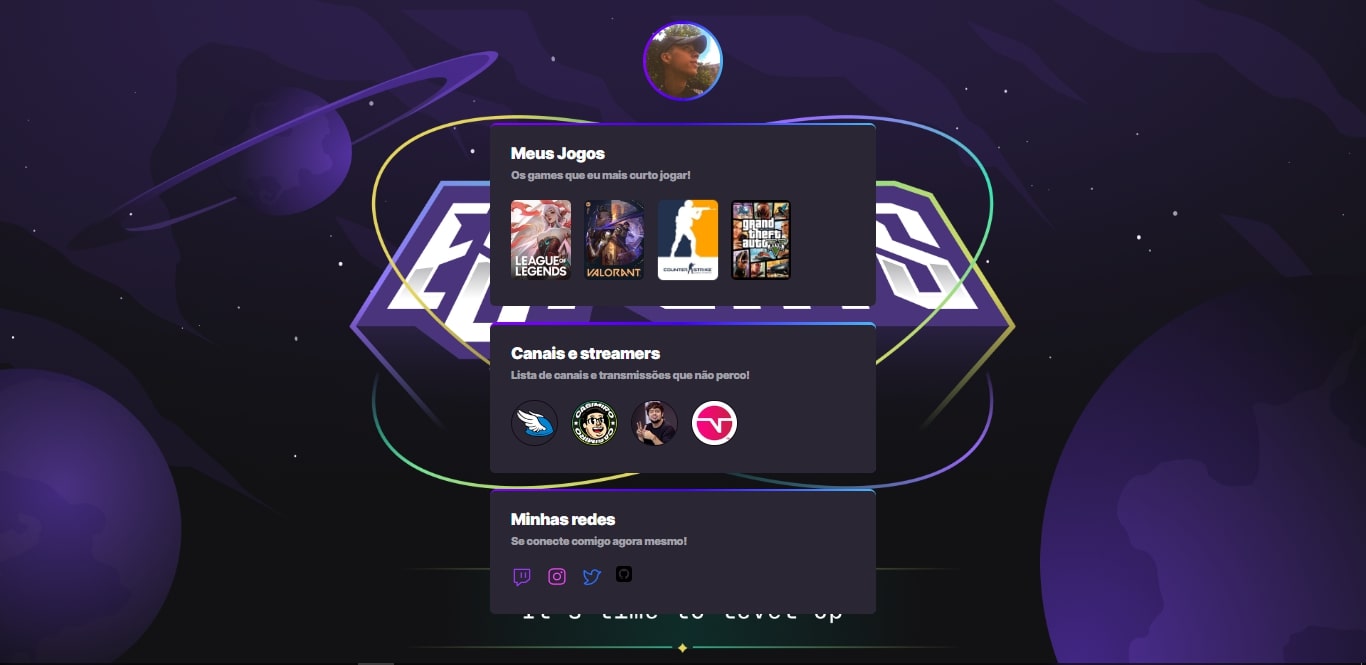 Meus Jogos
Os games que eu mais curto jogar!
LEAGUE OF
LEGENDS
VALORANT
COUNTER STRIKE
grand
theft
auto V
Canais e streamers
Lista de canais e transmissões que não perco!
CASIMIRO
CASIMIRO
Minhas redes
Se conecte comigo agora mesmo!
It's time to level up